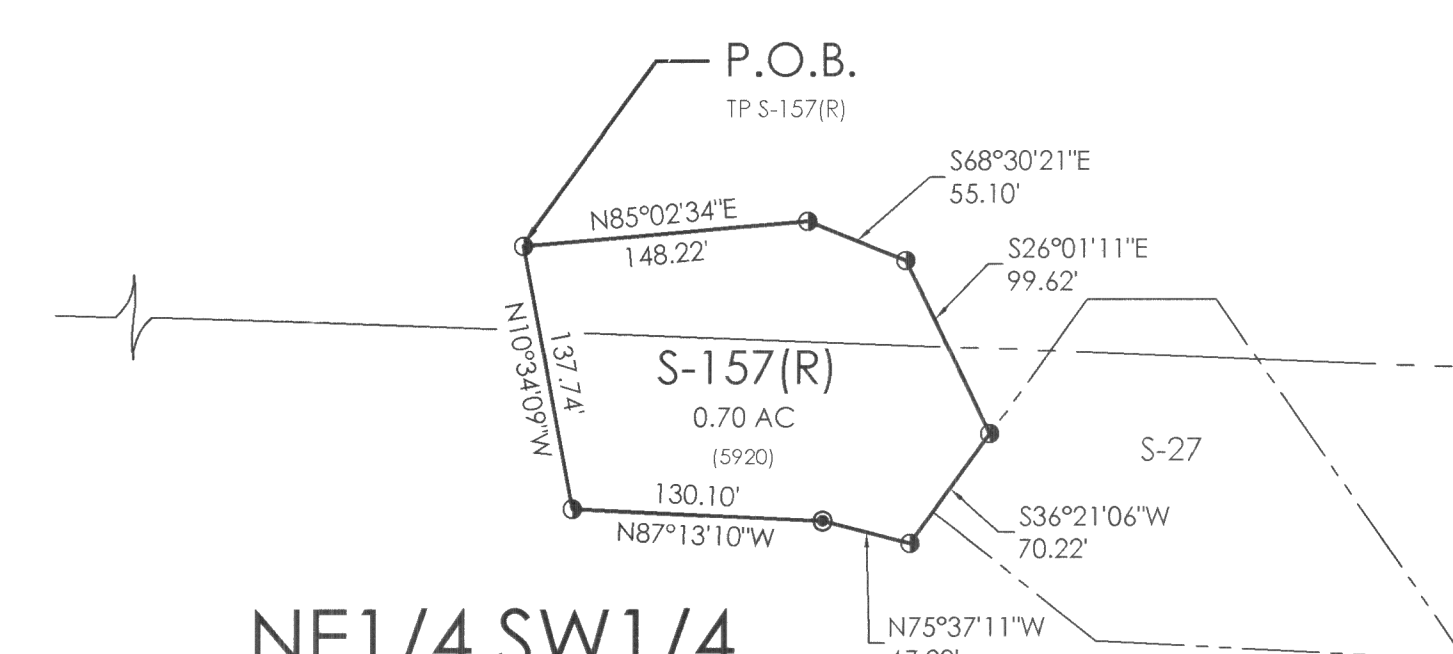 P.O.B.
TP S-157(R)
S68°30'21"E
55.10'
N85°02'34"E
148.22'
S26°01'11"E
99.62'
N10°34'09"W
137.74'
S-157(R)
0.70 AC
(5920)
S-27
130.10'
N87°13'10"W
S36°21'06"W
70.22'
NE1/4 SW1/4
N75°37'11"W